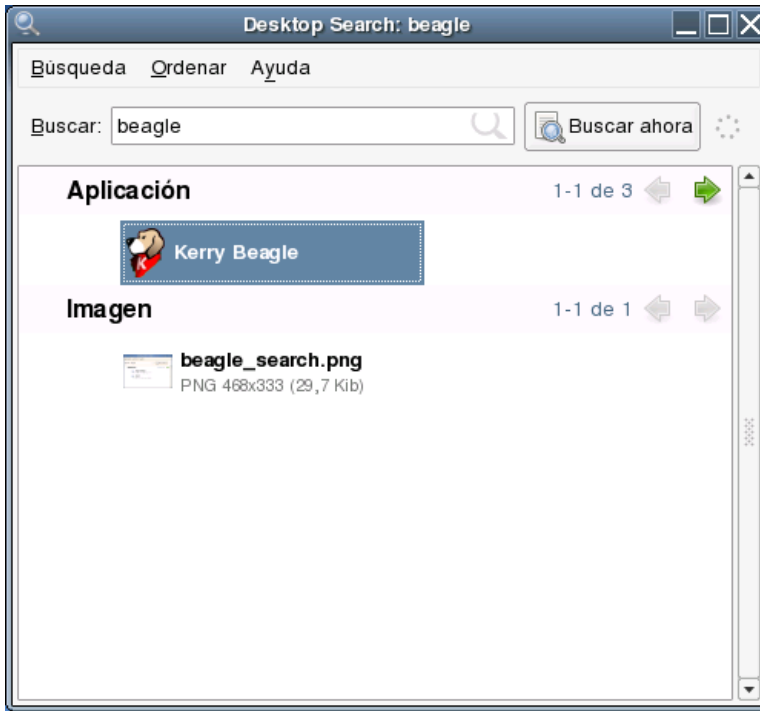 Desktop Search: beagle
Búsqueda Ordenar Ayuda
Buscar: beagle Buscar ahora
Aplicación 1-1 de 3
K
Kerry Beagle
Imagen 1-1 de 1
beagle_search.png
PNG 468x333 (29,7 Kib)